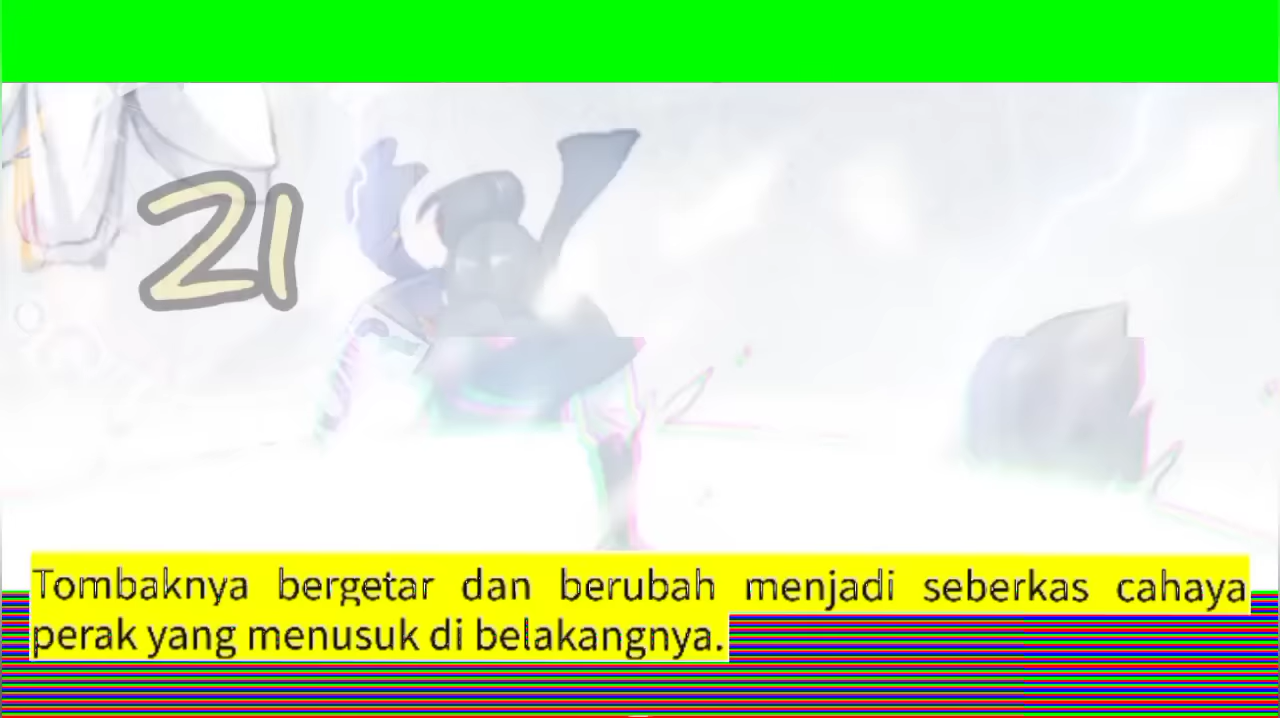 21
Tombaknya bergetar dan berubah menjadi seberkas cahaya
perak yang menusuk di belakangnya.